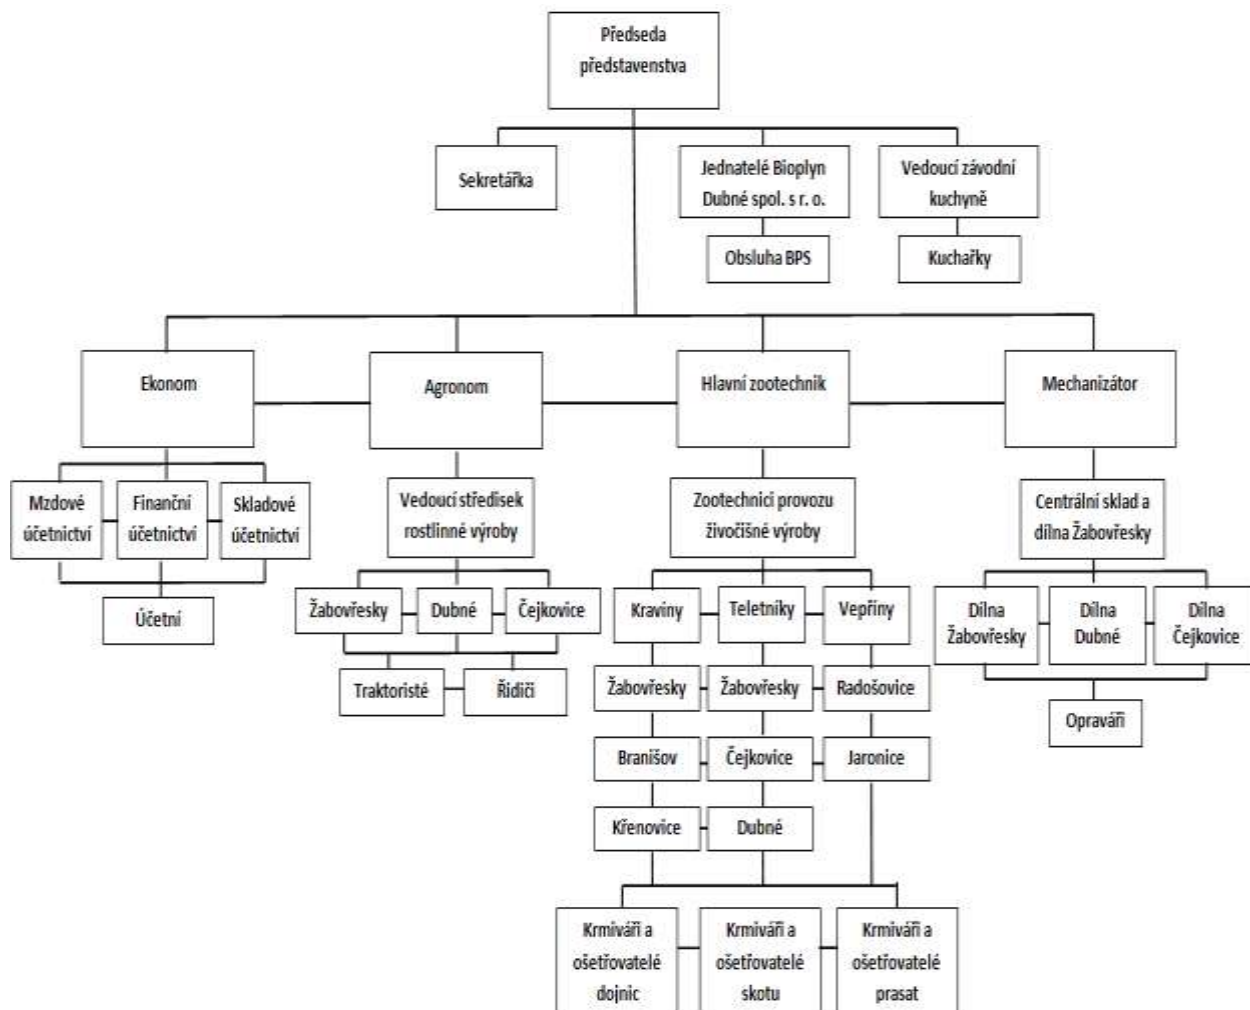 Předseda
představenstva
Sekretářka
Jednatelé Bioplyn
Dubné spol. s r. o.
Vedoucí závodní
kuchyně
Obsluha BPS
Kuchařky
Ekonom
Agronom
Hlavní zootechnik
Mechanizátor
Mzdové
účetnictví
Finanční
účetnictví
Skladové
účetnictví
Účetní
Vedoucí středisek
rostlinné výroby
Žabovřesky
Dubné
Čejkovice
Traktoristé
Řidiči
Zootechnici provozu
živočišné výroby
Kravíny
Teletníky
Vepříny
Žabovřesky
Žabovřesky
Radošovice
Branišov
Čejkovice
Jaronice
Křenovice
Dubné
Krmiváři a
ošetřovatelé
dojnic
Krmiváři a
ošetřovatelé
skotu
Krmiváři a
ošetřovatelé
prasat
Centrální sklad a
dílna Žabovřesky
Dílna
Žabovřesky
Dílna
Dubné
Dílna
Čejkovice
Opraváři